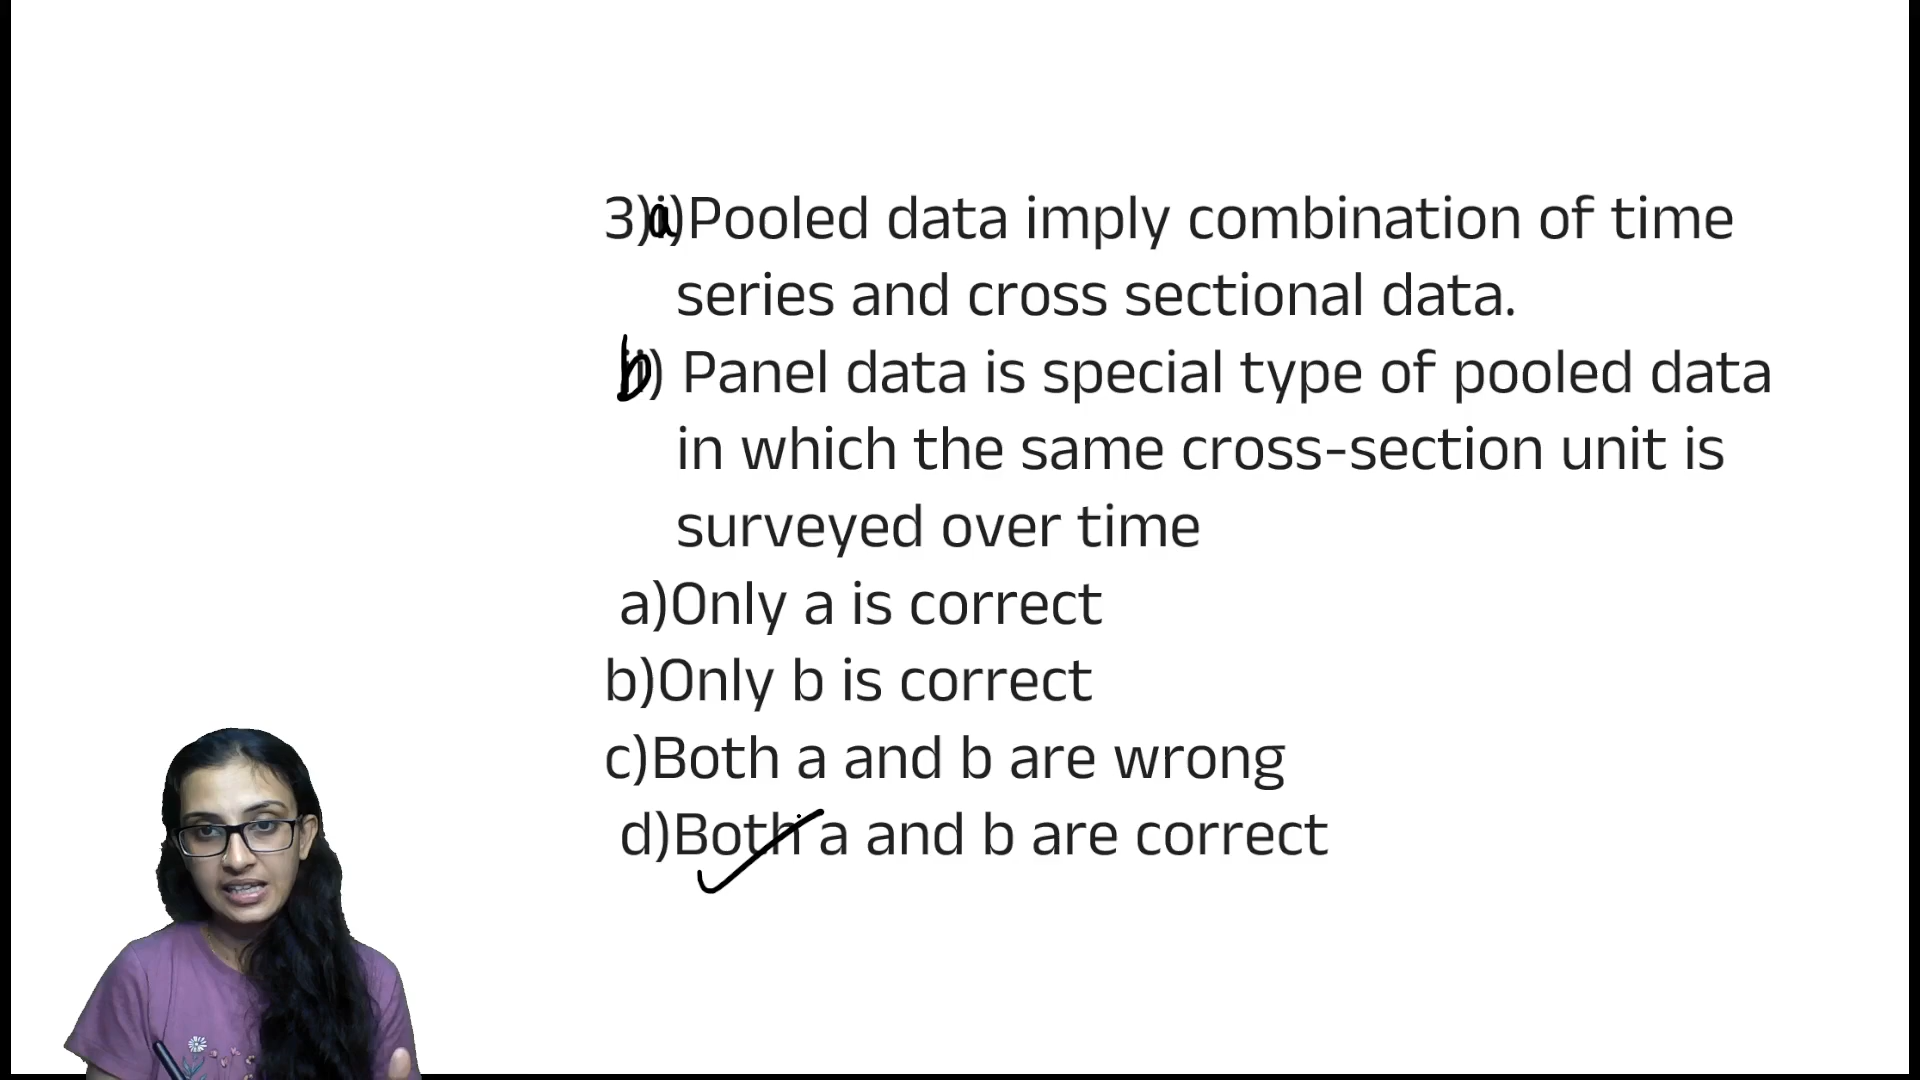 3)a)Pooled data imply combination of time
series and cross sectional data.
b) Panel data is special type of pooled data
in which the same cross-section unit is
surveyed over time
a)Only a is correct
b)Only b is correct
c)Both a and b are wrong
d)Both a and b are correct